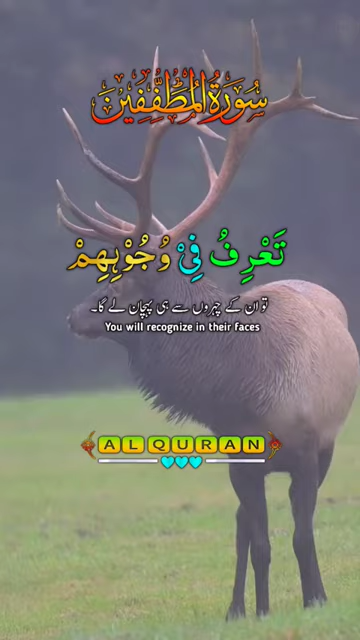 سُورَةُ الْمُطَفِّفِين
تَعْرِفُ فِیْ وُجُوْہِہِمْ
تو ان کے چہروں سے ہی پہچان لے گا۔
You will recognize in their faces
AL QURAN